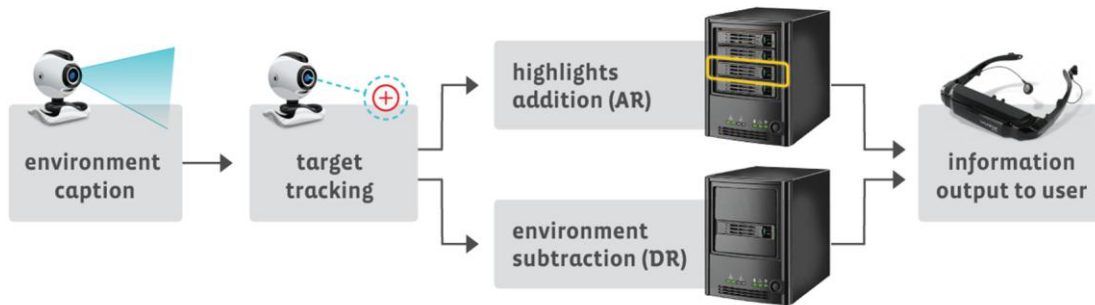 environment
caption
target
tracking
highlights
addition (AR)
environment
subtraction (DR)
information
output to user